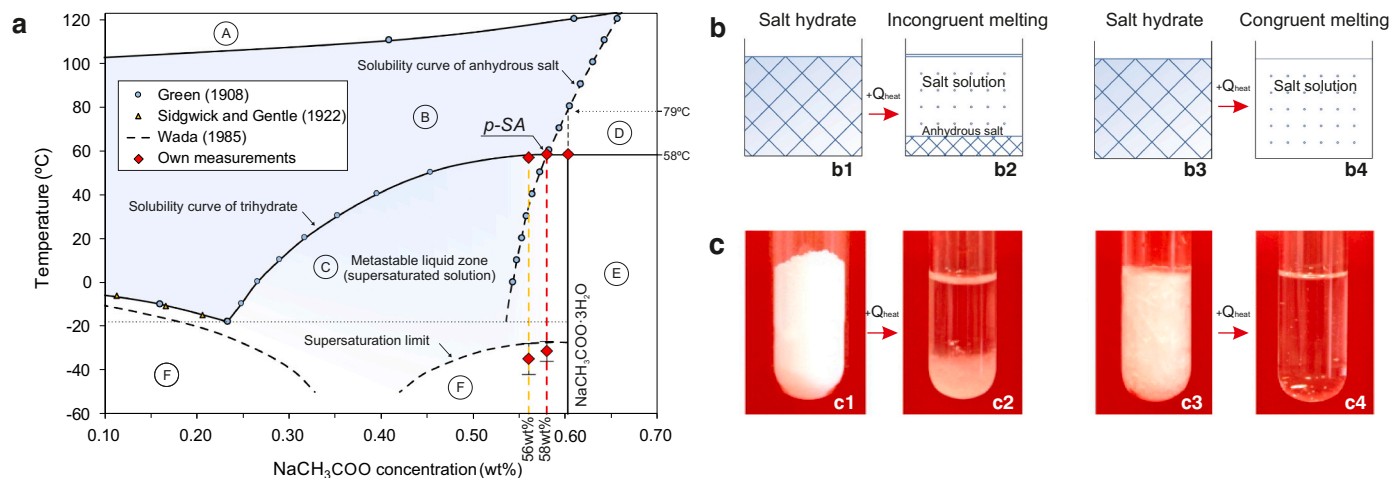 a
Temperature (ºC)
120
100
80
60
40
20
0
-20
-40
-60
0.10
0.20
0.30
0.40
0.50
0.60
0.70
NaCH₃COO concentration (wt%)
Green (1908)
Sidgwick and Gentle (1922)
Wada (1985)
Own measurements
A
B
C
D
E
F
F
Solubility curve of anhydrous salt
p-SA
79ºC
58ºC
Solubility curve of trihydrate
Metastable liquid zone
(supersaturated solution)
Supersaturation limit
NaCH₃COO·3H₂O
56wt%
58wt%
b
Salt hydrate
Incongruent melting
+Qheat
Salt solution
Anhydrous salt
b1
b2
Salt hydrate
Congruent melting
+Qheat
Salt solution
b3
b4
c
+Qheat
c1
c2
+Qheat
c3
c4